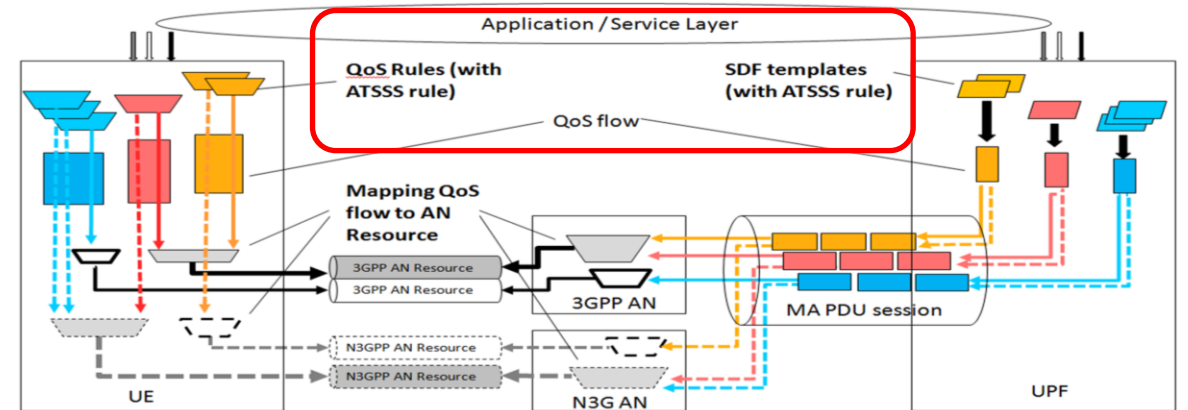 Application / Service Layer
QoS Rules (with
ATSSS rule)
SDF templates
(with ATSSS rule)
QoS flow
Mapping QoS
flow to AN
Resource
3GPP AN Resource
3GPP AN Resource
3GPP AN
MA PDU session
N3GPP AN Resource
N3GPP AN Resource
UE
N3G AN
UPF